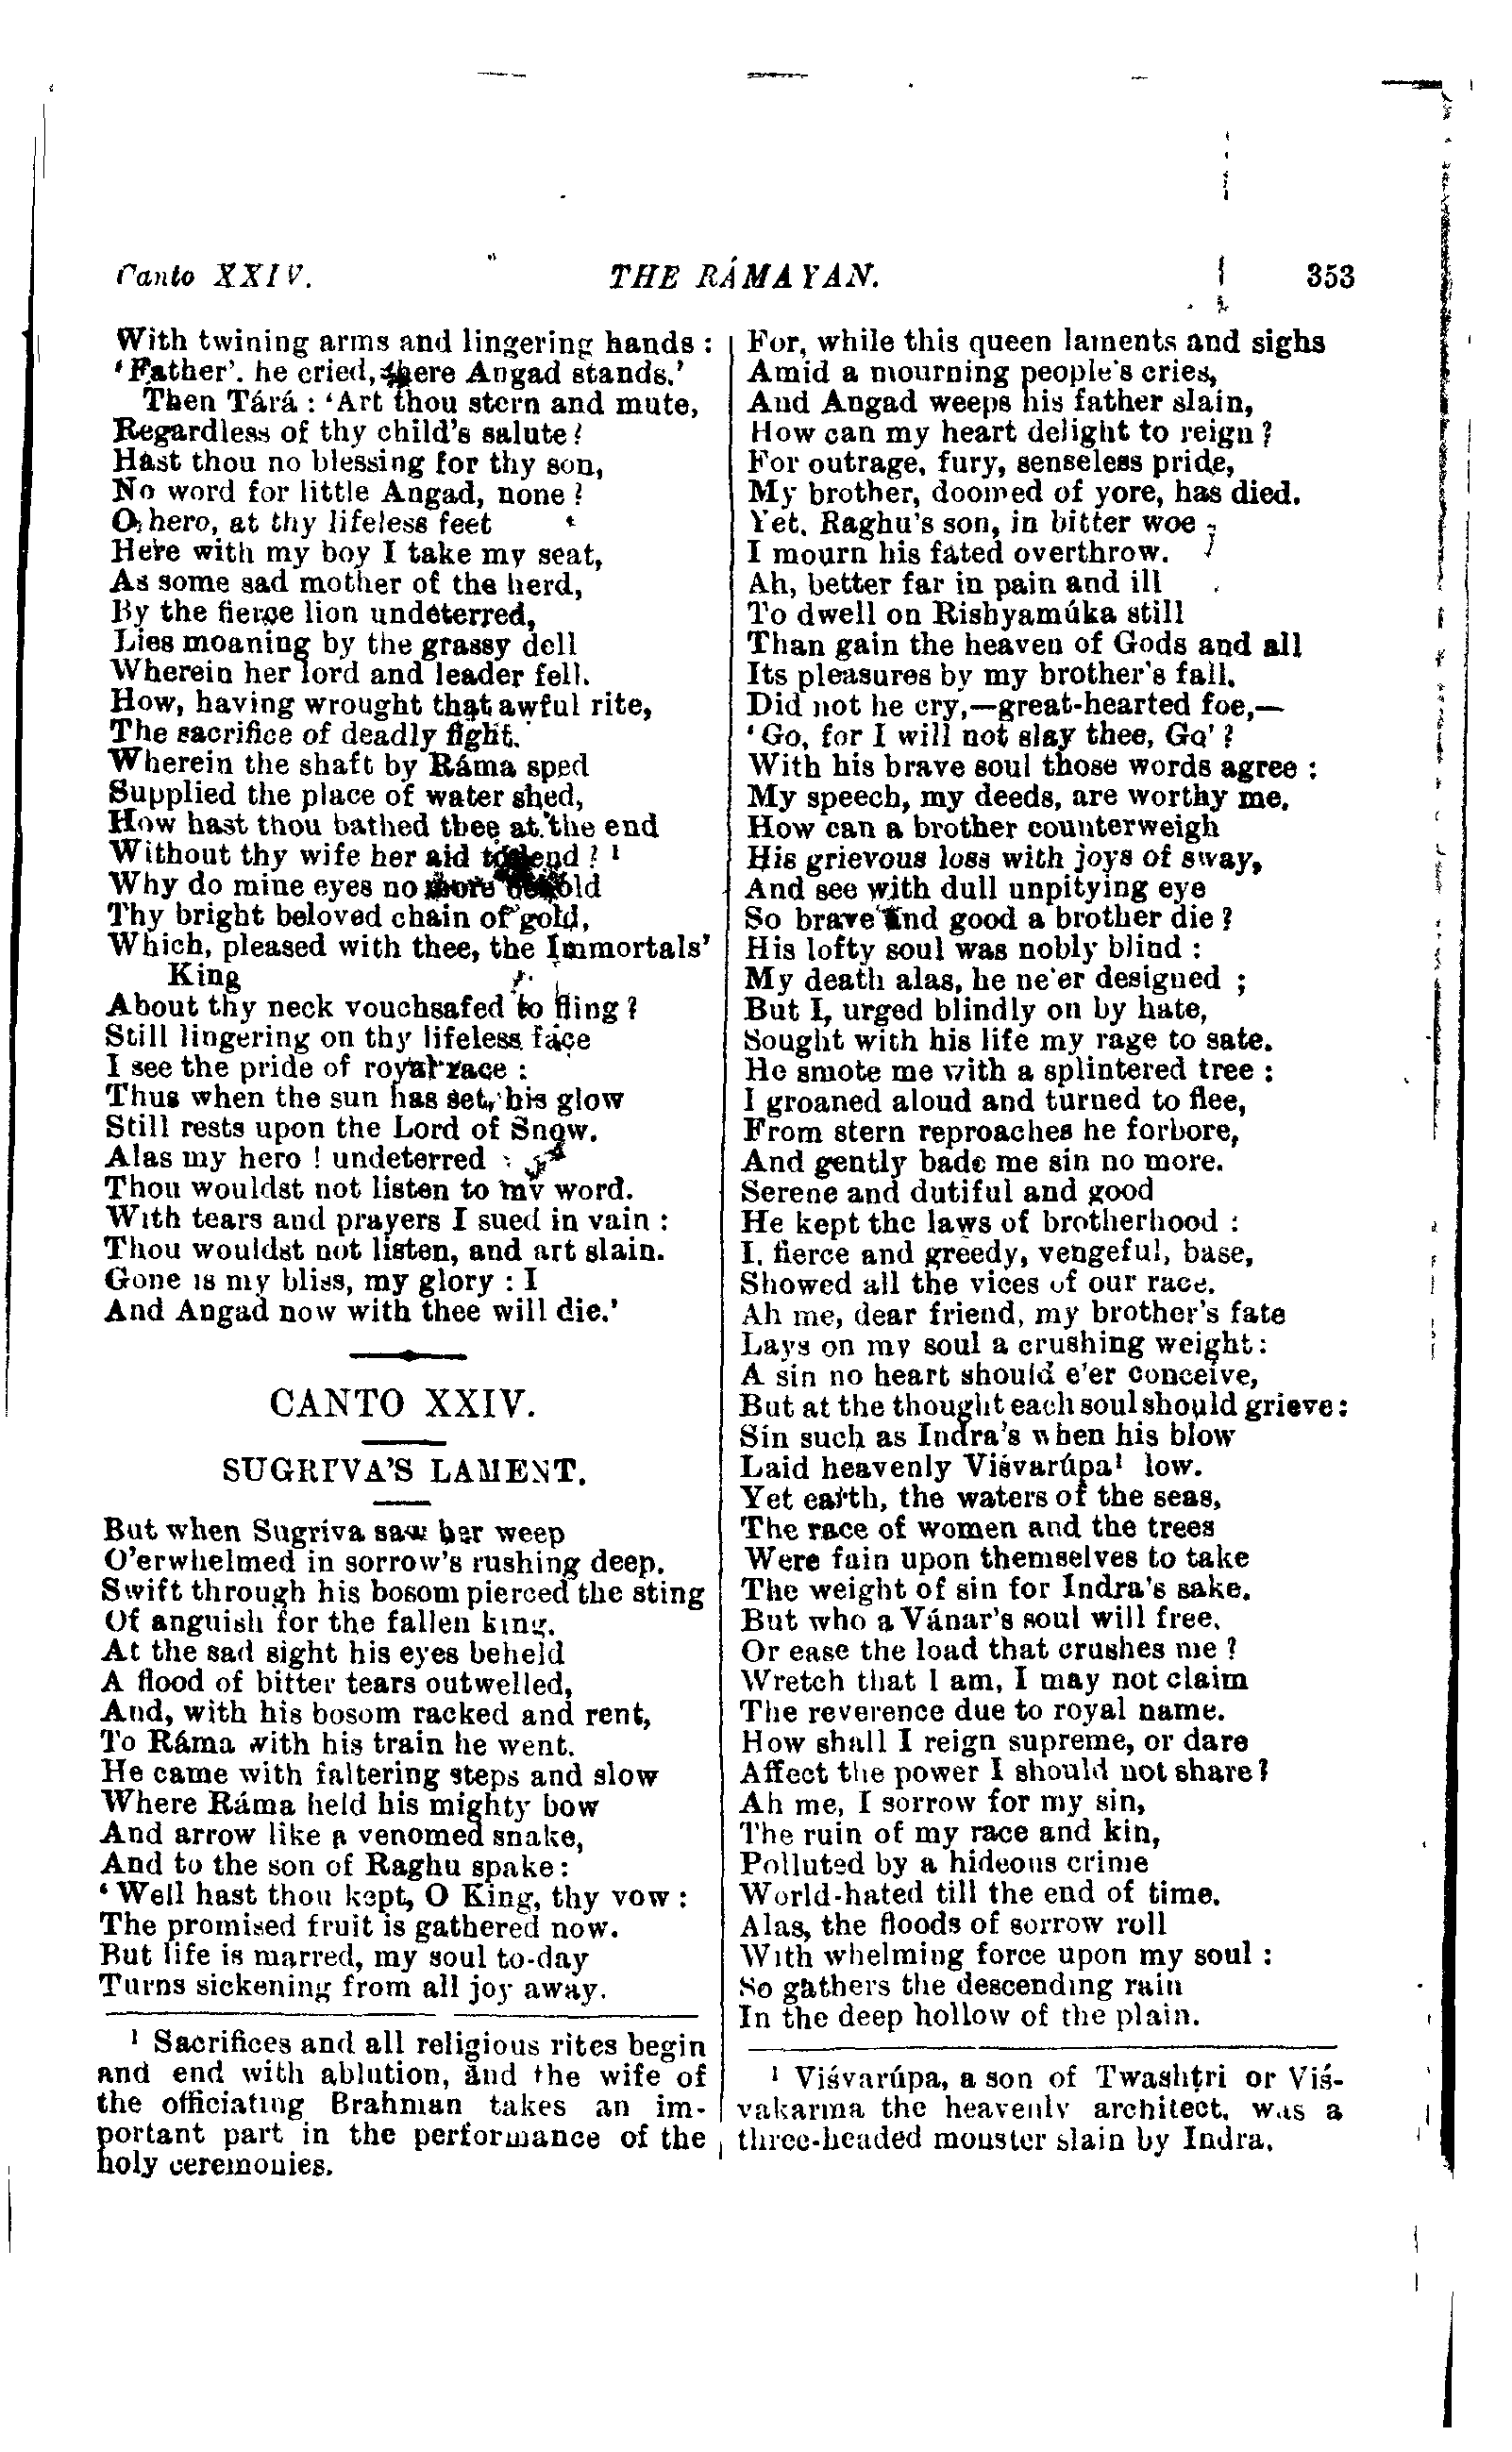 Canto XXIV.
THE RÁMAYAN.
353
With twining arms and lingering hands :
'Father'. he cried, here Angad stands.'
Then Tárá : 'Art thou stern and mute,
Regardless of thy child's salute?
Hast thou no blessing for thy son,
No word for little Angad, none ?
O, hero, at thy lifeless feet
Here with my boy I take my seat,
As some sad mother of the herd,
By the fierce lion undeterred,
Lies moaning by the grassy dell
Wherein her lord and leader fell.
How, having wrought that awful rite,
The sacrifice of deadly fight.
Wherein the shaft by Ráma sped
Supplied the place of water shed,
How hast thou bathed thee at the end
Without thy wife her aid to lend ? 1
Why do mine eyes no more behold
Thy bright beloved chain of gold,
Which, pleased with thee, the Immortals'
King
About thy neck vouchsafed to fling ?
Still lingering on thy lifeless face
I see the pride of royal race :
Thus when the sun has set, his glow
Still rests upon the Lord of Snow.
Alas my hero ! undeterred
Thou wouldst not listen to my word.
With tears and prayers I sued in vain :
Thou wouldst not listen, and art slain.
Gone is my bliss, my glory : I
And Angad now with thee will die.'
CANTO XXIV.
SUGRÍVA'S LAMENT.
But when Sugríva saw her weep
O'erwhelmed in sorrow's rushing deep.
Swift through his bosom pierced the sting
Of anguish for the fallen king.
At the sad sight his eyes beheld
A flood of bitter tears outwelled,
And, with his bosom racked and rent,
To Ráma with his train he went.
He came with faltering steps and slow
Where Ráma held his mighty bow
And arrow like a venomed snake,
And to the son of Raghu spake:
'Well hast thou kept, O King, thy vow :
The promised fruit is gathered now.
But life is marred, my soul to-day
Turns sickening from all joy away.
1 Sacrifices and all religious rites begin
and end with ablution, and the wife of
the officiating Brahman takes an im-
portant part in the performance of the
holy ceremonies.
For, while this queen laments and sighs
Amid a mourning people's cries,
And Angad weeps his father slain,
How can my heart delight to reign ?
For outrage, fury, senseless pride,
My brother, doomed of yore, has died.
Yet, Raghu's son, in bitter woe
I mourn his fated overthrow.
Ah, better far in pain and ill
To dwell on Rishyamúka still
Than gain the heaven of Gods and all
Its pleasures by my brother's fall.
Did not he cry,—great-hearted foe,—
'Go, for I will not slay thee, Go' ?
With his brave soul those words agree :
My speech, my deeds, are worthy me.
How can a brother counterweigh
His grievous loss with joys of sway,
And see with dull unpitying eye
So brave and good a brother die ?
His lofty soul was nobly blind :
My death alas, he ne'er designed ;
But I, urged blindly on by hate,
Sought with his life my rage to sate.
He smote me with a splintered tree :
I groaned aloud and turned to flee,
From stern reproaches he forbore,
And gently bade me sin no more.
Serene and dutiful and good
He kept the laws of brotherhood :
I, fierce and greedy, vengeful, base,
Showed all the vices of our race.
Ah me, dear friend, my brother's fate
Lays on my soul a crushing weight:
A sin no heart should e'er conceive,
But at the thought each soul should grieve:
Sin such as Indra's when his blow
Laid heavenly Viśvarúpa1 low.
Yet earth, the waters of the seas,
The race of women and the trees
Were fain upon themselves to take
The weight of sin for Indra's sake.
But who a Vánar's soul will free,
Or ease the load that crushes me ?
Wretch that I am, I may not claim
The reverence due to royal name.
How shall I reign supreme, or dare
Affect the power I should not share?
Ah me, I sorrow for my sin,
The ruin of my race and kin,
Polluted by a hideous crime
World-hated till the end of time.
Alas, the floods of sorrow roll
With whelming force upon my soul :
So gathers the descending rain
In the deep hollow of the plain.
1 Viśvarúpa, a son of Twashṭri or Viś-
vakarma the heavenly architect, was a
three-headed monster slain by Indra.